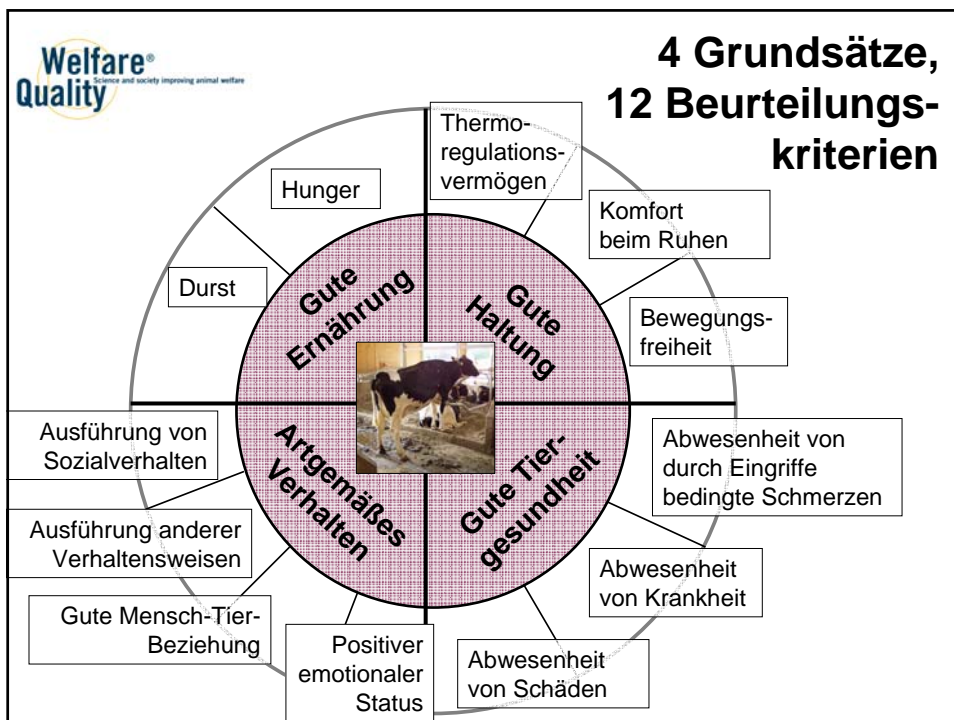 Welfare®
Science and society improving animal welfare
Quality
4 Grundsätze,
12 Beurteilungs-
kriterien
Thermo-
regulations-
vermögen
Hunger
Komfort
beim Ruhen
Durst
Gute
Ernährung
Gute
Haltung
Bewegungs-
freiheit
Ausführung von
Sozialverhalten
Artgemäßes
Verhalten
Gute Tier-
gesundheit
Abwesenheit von
durch Eingriffe
bedingte Schmerzen
Ausführung anderer
Verhaltensweisen
Abwesenheit
von Krankheit
Gute Mensch-Tier-
Beziehung
Positiver
emotionaler
Status
Abwesenheit
von Schäden